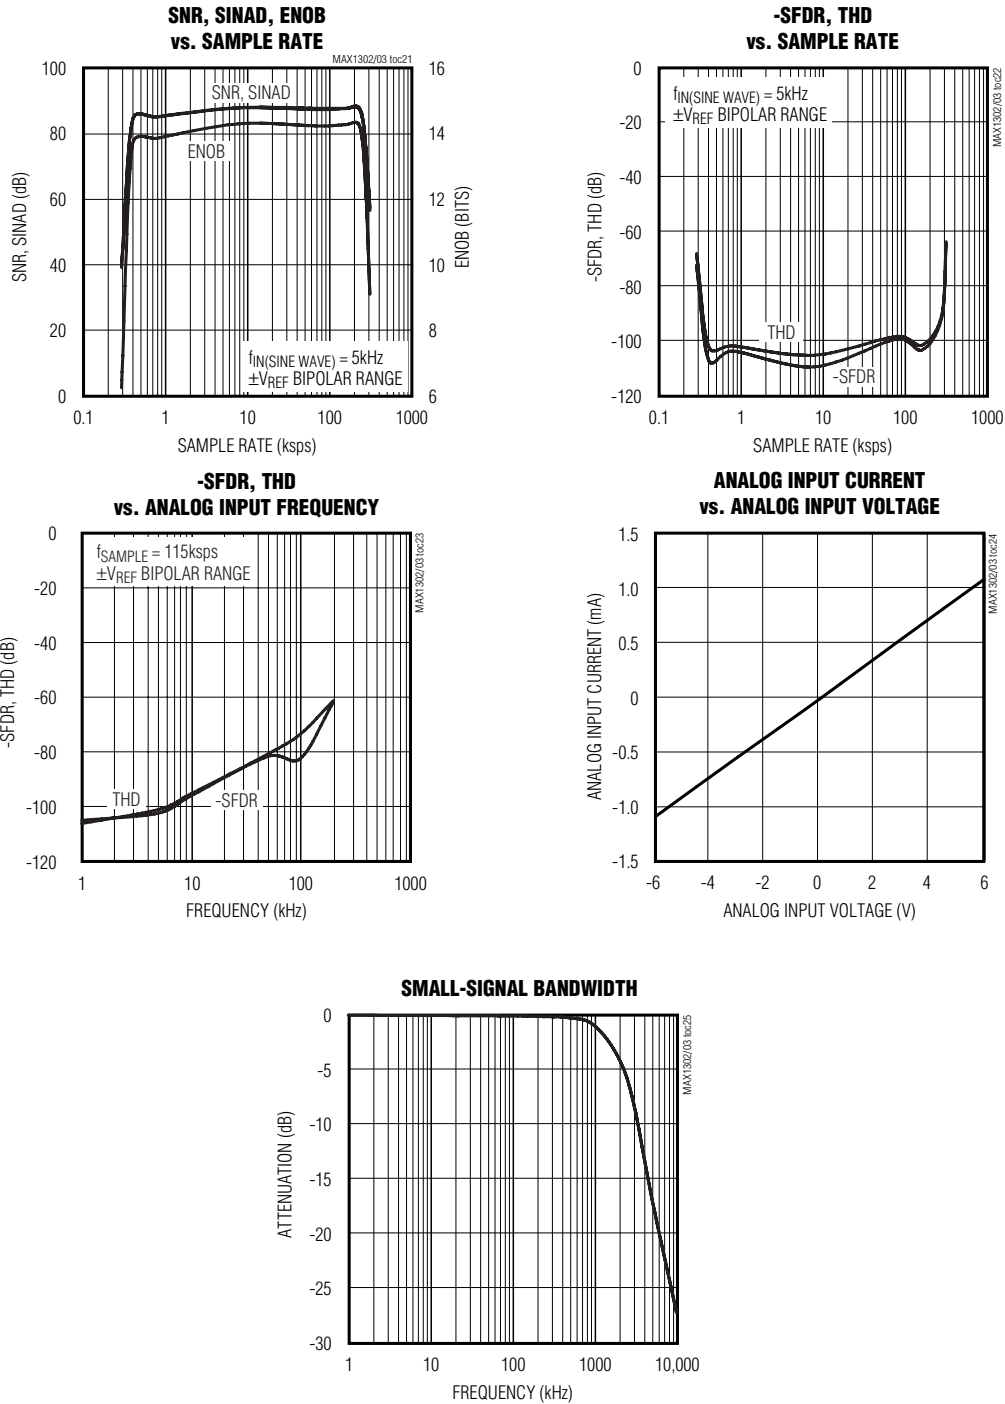 SNR, SINAD, ENOB
vs. SAMPLE RATE
MAX1302/03 toc21
100
80
60
40
20
0
SNR, SINAD (dB)
16
14
12
10
8
6
ENOB (BITS)
SNR, SINAD
ENOB
fIN(SINE WAVE) = 5kHz
±VREF BIPOLAR RANGE
0.1 1 10 100 1000
SAMPLE RATE (ksps)
-SFDR, THD
vs. SAMPLE RATE
MAX1302/03 toc22
0
-20
-40
-60
-80
-100
-120
-SFDR, THD (dB)
fIN(SINE WAVE) = 5kHz
±VREF BIPOLAR RANGE
THD
-SFDR
0.1 1 10 100 1000
SAMPLE RATE (ksps)
-SFDR, THD
vs. ANALOG INPUT FREQUENCY
MAX1302/03 toc23
0
-20
-40
-60
-80
-100
-120
-SFDR, THD (dB)
fSAMPLE = 115ksps
±VREF BIPOLAR RANGE
THD
-SFDR
1 10 100 1000
FREQUENCY (kHz)
ANALOG INPUT CURRENT
vs. ANALOG INPUT VOLTAGE
MAX1302/03 toc24
1.5
1.0
0.5
0
-0.5
-1.0
-1.5
ANALOG INPUT CURRENT (mA)
-6 -4 -2 0 2 4 6
ANALOG INPUT VOLTAGE (V)
SMALL-SIGNAL BANDWIDTH
MAX1302/03 toc25
0
-5
-10
-15
-20
-25
-30
ATTENUATION (dB)
1 10 100 1000 10,000
FREQUENCY (kHz)